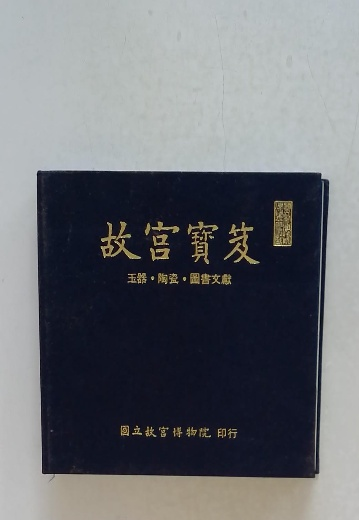 故宮寶笈
玉器•陶瓷•圖書文獻
國立故宮博物院 印行